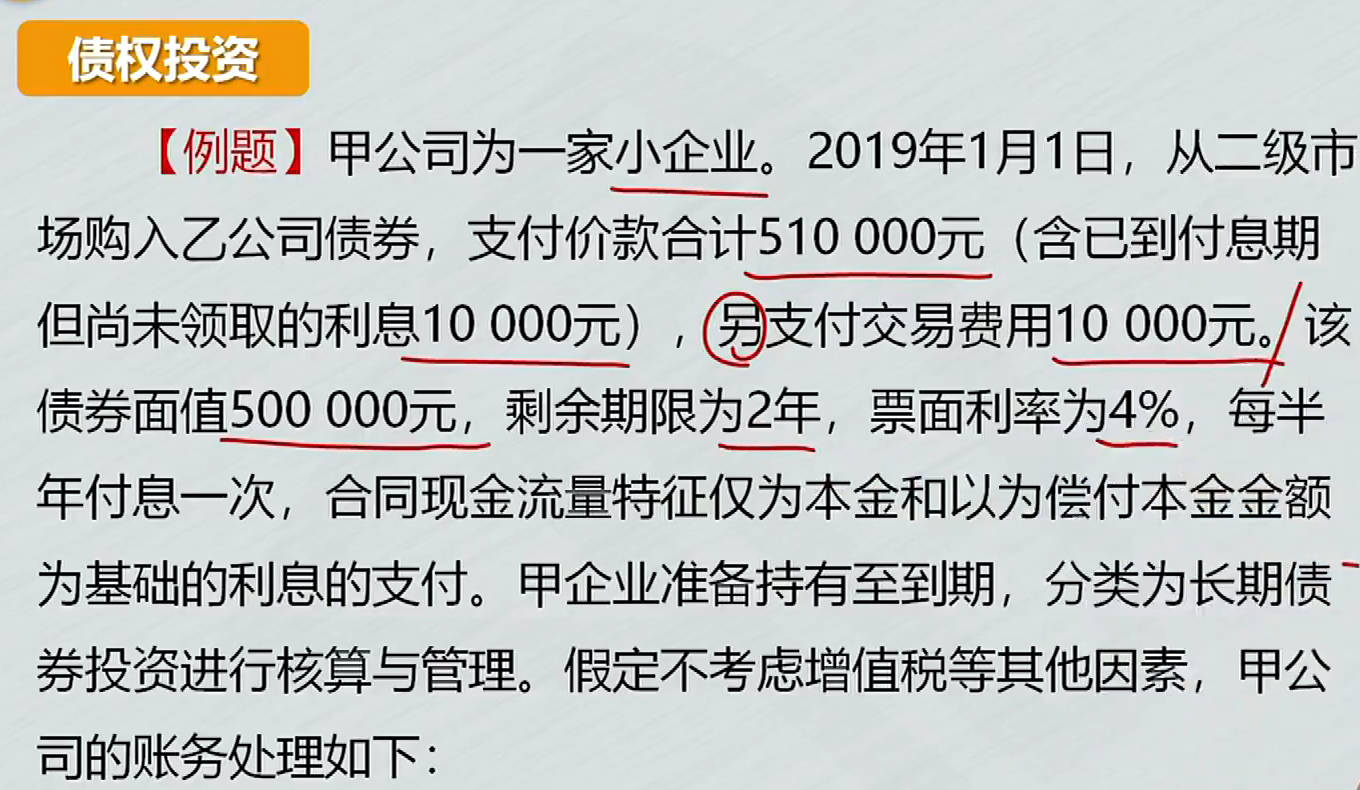 债权投资
【例题】甲公司为一家小企业。2019年1月1日，从二级市
场购入乙公司债券，支付价款合计510 000元（含已到付息期
但尚未领取的利息10 000元），另支付交易费用10 000元。该
债券面值500 000元，剩余期限为2年，票面利率为4%，每半
年付息一次，合同现金流量特征仅为本金和以为偿付本金金额
为基础的利息的支付。甲企业准备持有至到期，分类为长期债
券投资进行核算与管理。假定不考虑增值税等其他因素，甲公
司的账务处理如下：